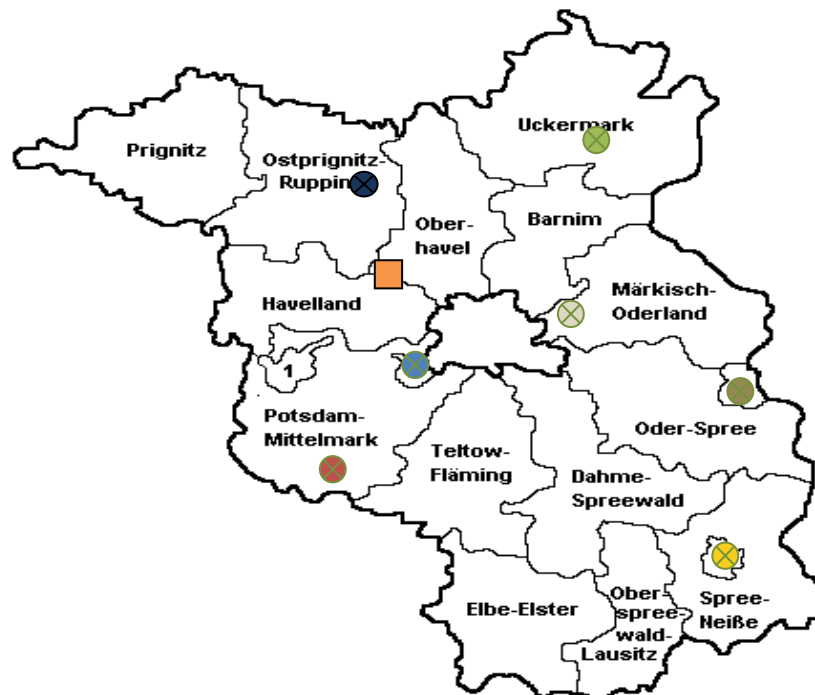 Uckermark
Prignitz
Ostprignitz-
Ruppin
Barnim
Ober-
havel
Märkisch-
Oderland
Havelland
1
Potsdam-
Mittelmark
Oder-Spree
Teltow-
Fläming
Dahme-
Spreewald
Elbe-Elster
Ober-
spree-
wald-
Lausitz
Spree-
Neiße